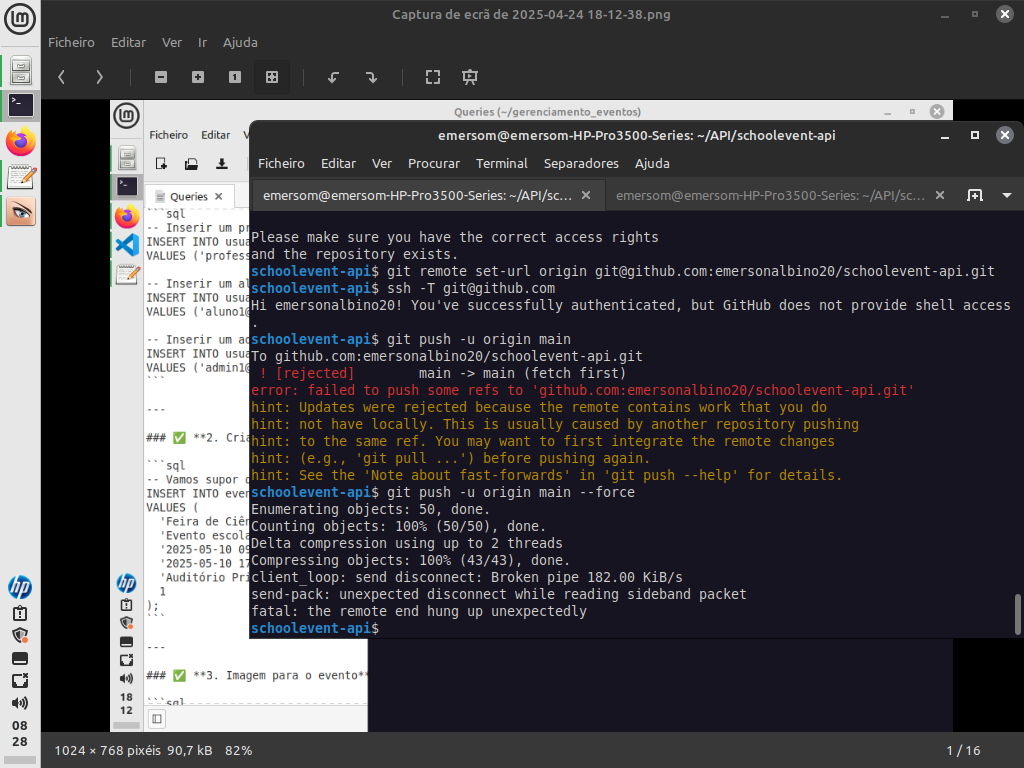 Captura de ecrã de 2025-04-24 18-12-38.png
Ficheiro Editar Ver Ir Ajuda
Queries (~/gerenciamento_eventos)
Ficheiro Editar V
Queries
```sql
-- Inserir um pr
INSERT INTO usua
VALUES ('profess
-- Inserir um al
INSERT INTO usua
VALUES ('aluno1@
-- Inserir um ad
INSERT INTO usua
VALUES ('admin1@
```
---
### ✅ **2. Cria
```sql
-- Vamos supor q
INSERT INTO even
VALUES (
'Feira de Ciên
'Evento escola
'2025-05-10 09
'2025-05-10 17
'Auditório Pri
1
);
```
---
### ✅ **3. Imagem para o evento**
```sql
emersom@emersom-HP-Pro3500-Series: ~/API/schoolevent-api
Ficheiro Editar Ver Procurar Terminal Separadores Ajuda
emersom@emersom-HP-Pro3500-Series: ~/API/sc...
emersom@emersom-HP-Pro3500-Series: ~/API/sc...
Please make sure you have the correct access rights
and the repository exists.
schoolevent-api$ git remote set-url origin git@github.com:emersonalbino20/schoolevent-api.git
schoolevent-api$ ssh -T git@github.com
Hi emersonalbino20! You've successfully authenticated, but GitHub does not provide shell access
.
schoolevent-api$ git push -u origin main
To github.com:emersonalbino20/schoolevent-api.git
! [rejected]        main -> main (fetch first)
error: failed to push some refs to 'github.com:emersonalbino20/schoolevent-api.git'
hint: Updates were rejected because the remote contains work that you do
hint: not have locally. This is usually caused by another repository pushing
hint: to the same ref. You may want to first integrate the remote changes
hint: (e.g., 'git pull ...') before pushing again.
hint: See the 'Note about fast-forwards' in 'git push --help' for details.
schoolevent-api$ git push -u origin main --force
Enumerating objects: 50, done.
Counting objects: 100% (50/50), done.
Delta compression using up to 2 threads
Compressing objects: 100% (43/43), done.
client_loop: send disconnect: Broken pipe 182.00 KiB/s
send-pack: unexpected disconnect while reading sideband packet
fatal: the remote end hung up unexpectedly
schoolevent-api$
18
12
08
28
1024 × 768 pixéis 90,7 kB 82%
1 / 16